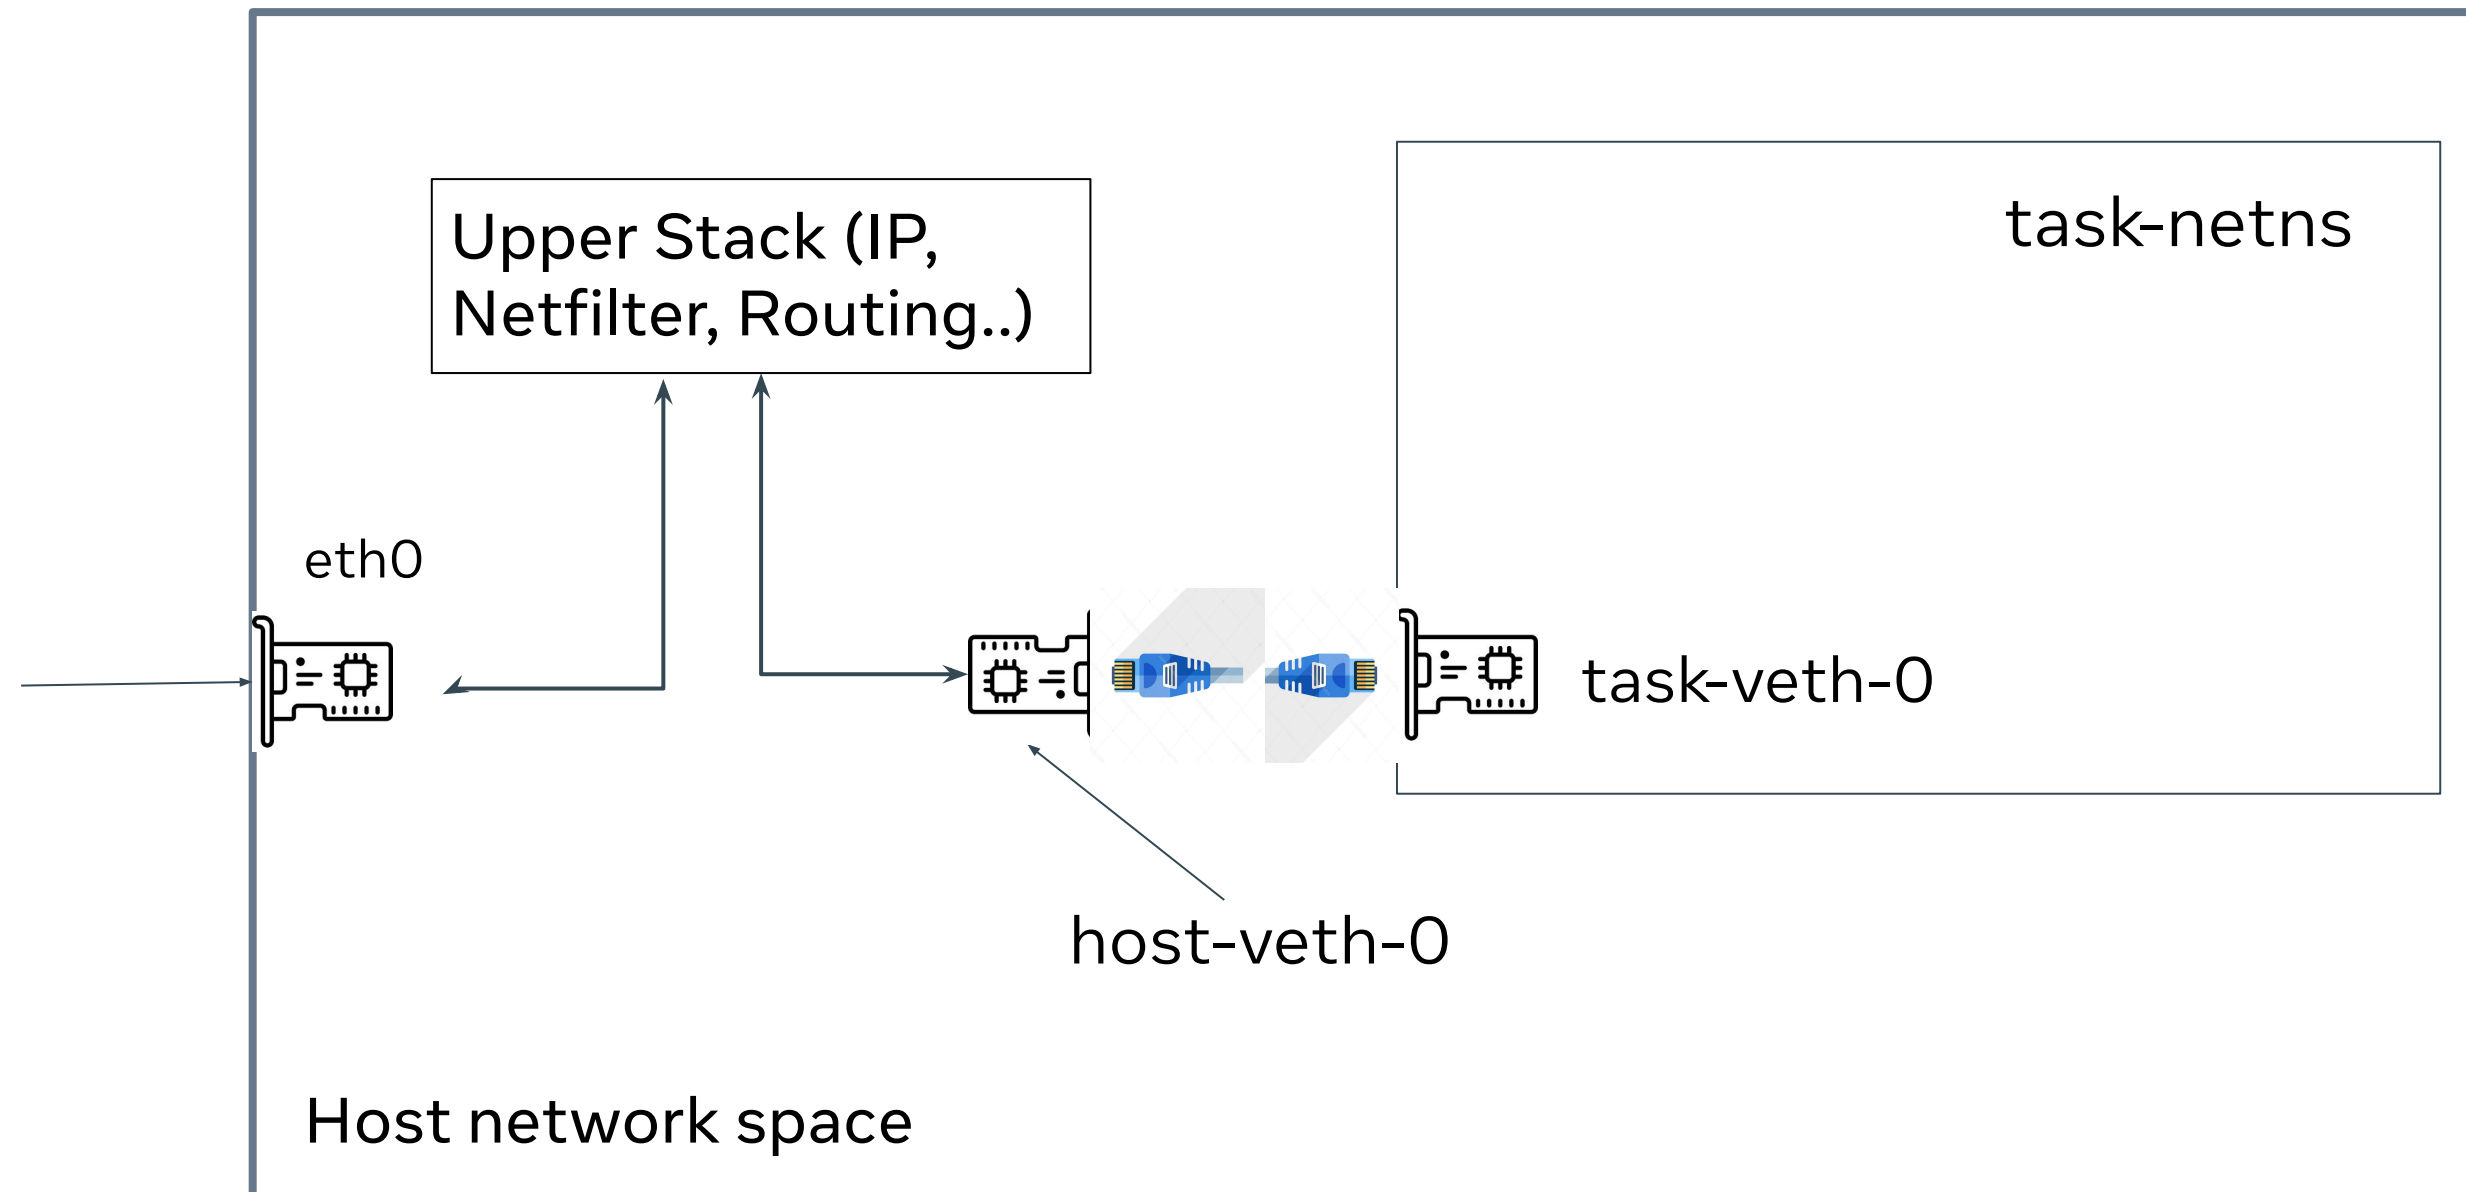 Upper Stack (IP,
Netfilter, Routing..)
task-netns
eth0
task-veth-0
host-veth-0
Host network space